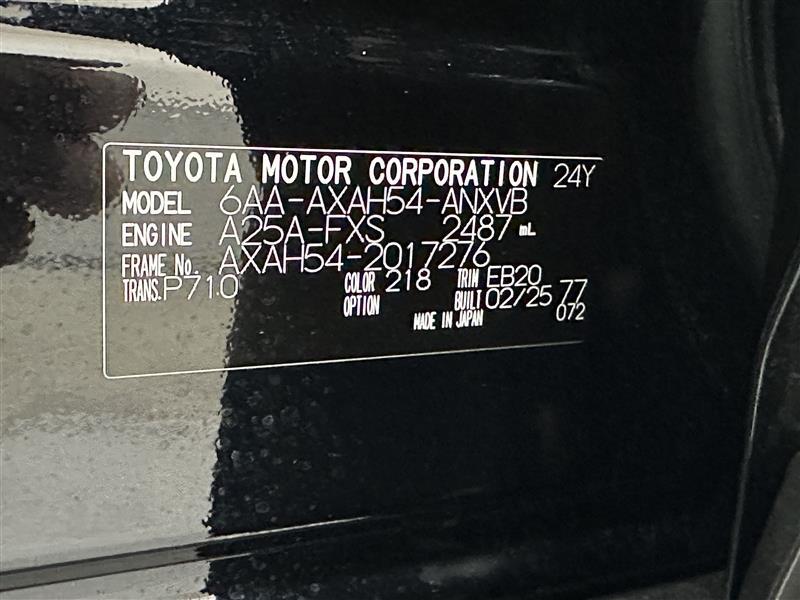 TOYOTA MOTOR CORPORATION 24Y
MODEL 6AA-AXAH54-ANXVB
ENGINE A25A-FXS 2487 mL
FRAME No. AXAH54-2017276
TRANS. P710 COLOR 218 TRIM EB20
OPTION BUILT 02/25 77
MADE IN JAPAN 072